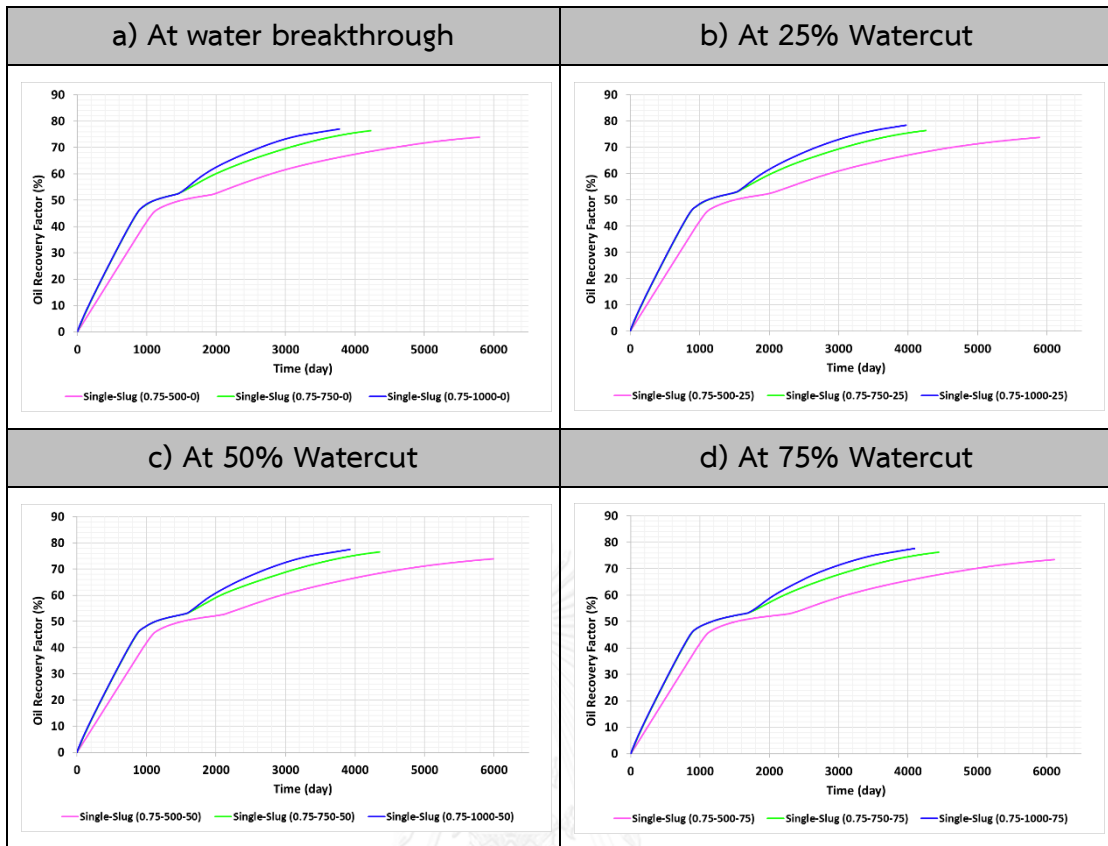 a) At water breakthrough
b) At 25% Watercut
Oil Recovery Factor (%)
90
80
70
60
50
40
30
20
10
0
0 1000 2000 3000 4000 5000 6000
Time (day)
Single-Slug (0.75-500-0) Single-Slug (0.75-750-0) Single-Slug (0.75-1000-0)
Oil Recovery Factor (%)
90
80
70
60
50
40
30
20
10
0
0 1000 2000 3000 4000 5000 6000
Time (day)
Single-Slug (0.75-500-25) Single-Slug (0.75-750-25) Single-Slug (0.75-1000-25)
c) At 50% Watercut
d) At 75% Watercut
Oil Recovery Factor (%)
90
80
70
60
50
40
30
20
10
0
0 1000 2000 3000 4000 5000 6000
Time (day)
Single-Slug (0.75-500-50) Single-Slug (0.75-750-50) Single-Slug (0.75-1000-50)
Oil Recovery Factor (%)
90
80
70
60
50
40
30
20
10
0
0 1000 2000 3000 4000 5000 6000
Time (day)
Single-Slug (0.75-500-75) Single-Slug (0.75-750-75) Single-Slug (0.75-1000-75)